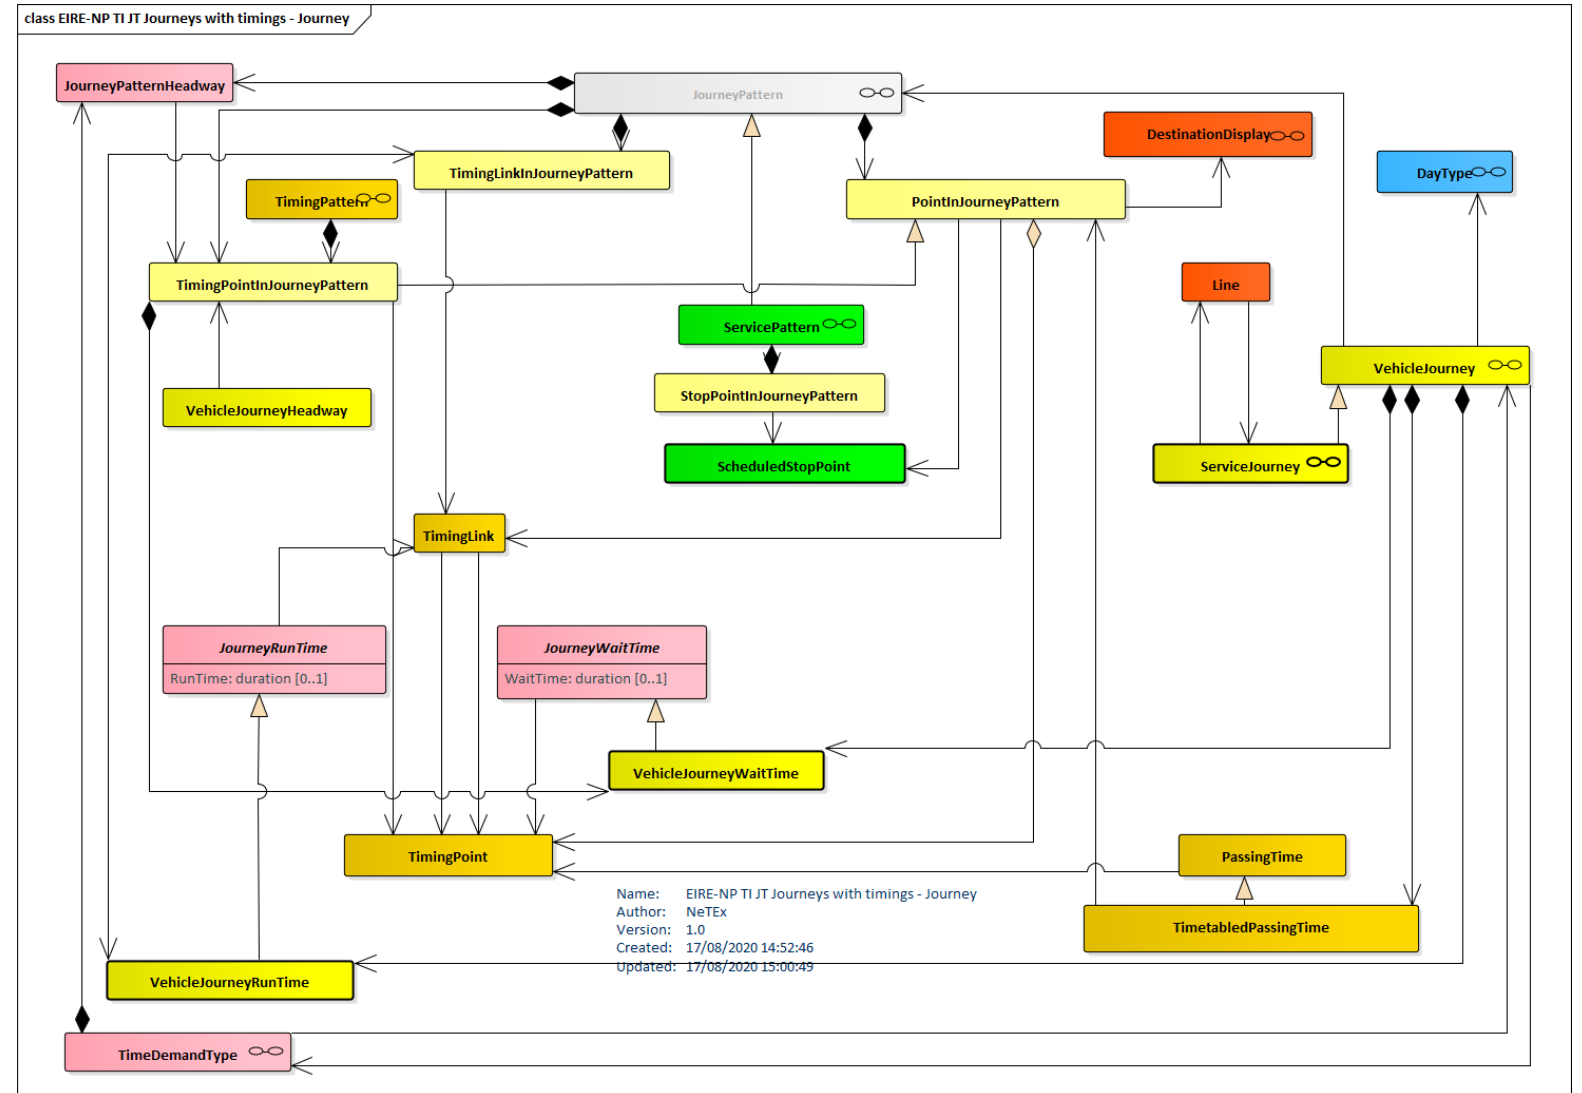 class EIRE-NP TI JT Journeys with timings - Journey
JourneyPatternHeadway
JourneyPattern
DestinationDisplay
TimingLinkInJourneyPattern
DayType
TimingPattern
PointInJourneyPattern
TimingPointInJourneyPattern
Line
ServicePattern
VehicleJourney
StopPointInJourneyPattern
VehicleJourneyHeadway
ScheduledStopPoint
ServiceJourney
TimingLink
JourneyRunTime
RunTime: duration [0..1]
JourneyWaitTime
WaitTime: duration [0..1]
VehicleJourneyWaitTime
TimingPoint
PassingTime
Name: EIRE-NP TI JT Journeys with timings - Journey
Author: NeTEx
Version: 1.0
Created: 17/08/2020 14:52:46
Updated: 17/08/2020 15:00:49
TimetabledPassingTime
VehicleJourneyRunTime
TimeDemandType